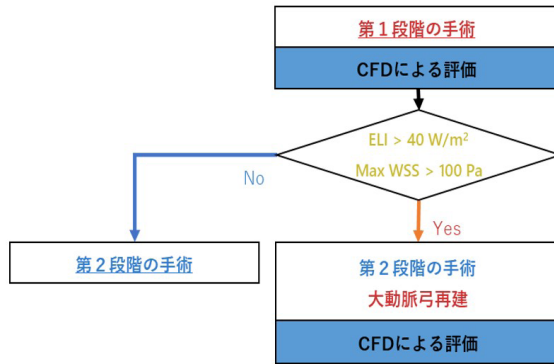 第１段階の手術
CFDによる評価
ELI > 40 W/m²
Max WSS > 100 Pa
No
Yes
第２段階の手術
第２段階の手術
大動脈弓再建
CFDによる評価